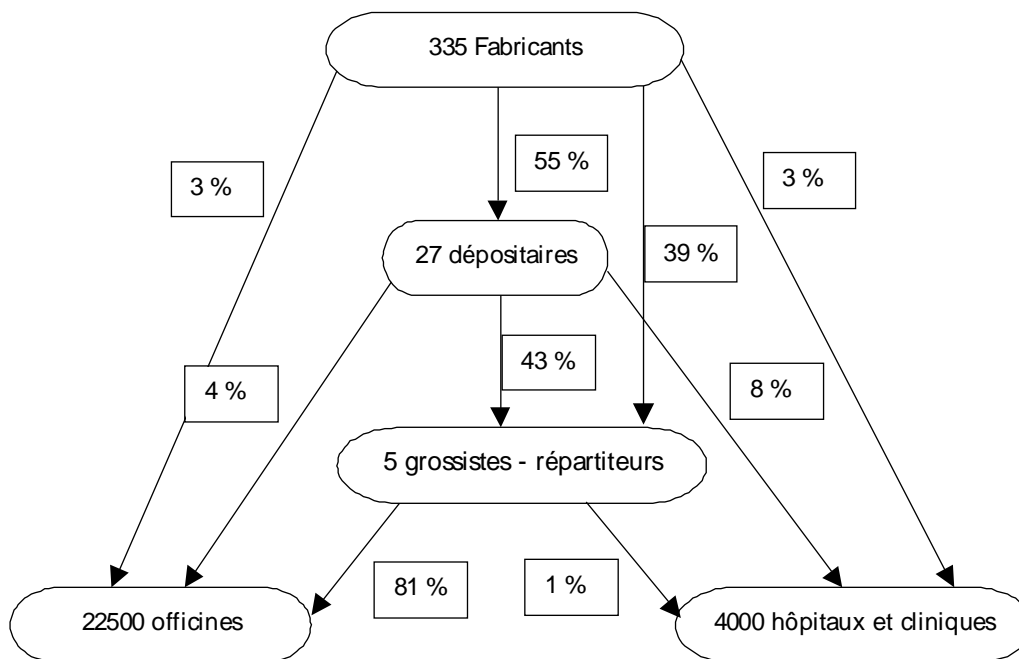 335 Fabricants
55 %
3 %
3 %
27 dépositaires
39 %
43 %
4 %
8 %
5 grossistes - répartiteurs
81 %
1 %
22500 officines
4000 hôpitaux et cliniques